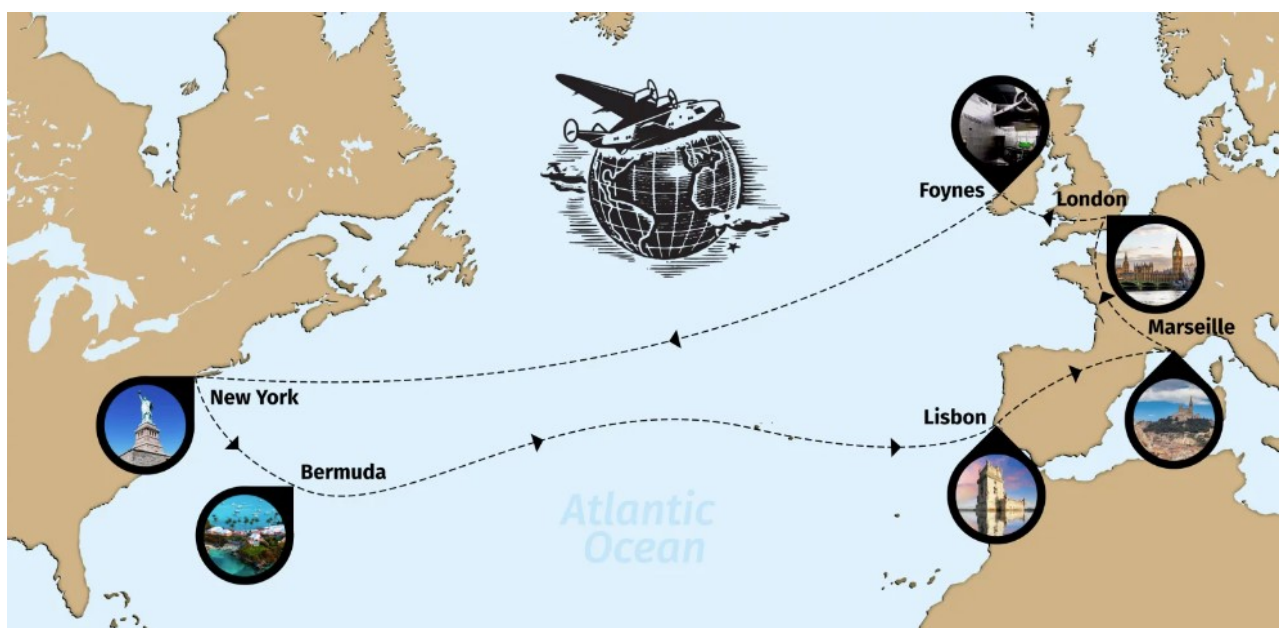 Foynes
London
Marseille
New York
Lisbon
Bermuda
Atlantic
Ocean